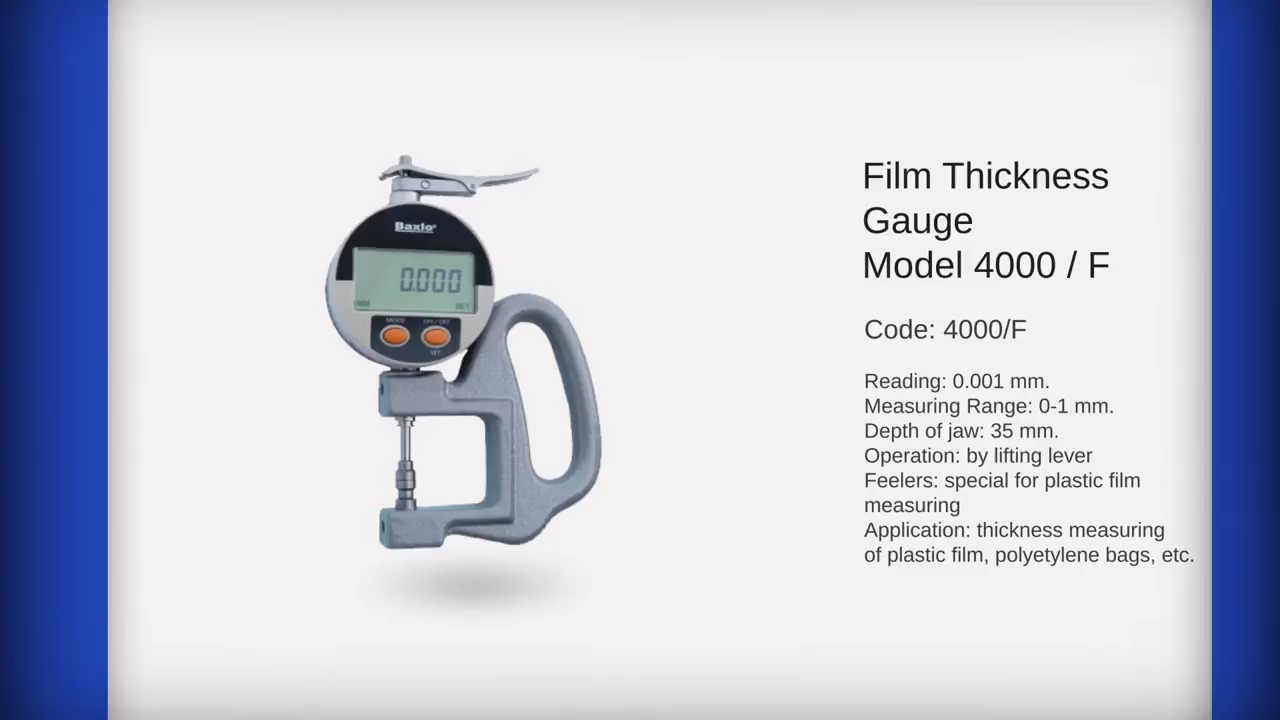 Baxlo®
0.000
MODE ON / OFF
SET
Film Thickness
Gauge
Model 4000 / F
Code: 4000/F
Reading: 0.001 mm.
Measuring Range: 0-1 mm.
Depth of jaw: 35 mm.
Operation: by lifting lever
Feelers: special for plastic film
measuring
Application: thickness measuring
of plastic film, polyetylene bags, etc.